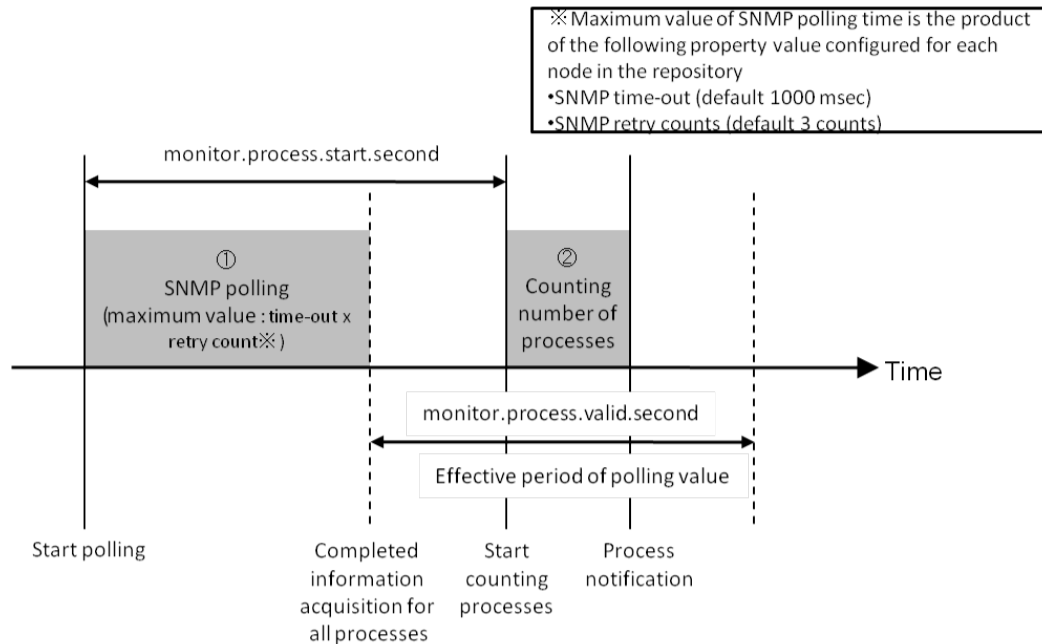 ※Maximum value of SNMP polling time is the product
of the following property value configured for each
node in the repository
•SNMP time-out (default 1000 msec)
•SNMP retry counts (default 3 counts)
monitor.process.start.second
①
SNMP polling
(maximum value : time-out x
retry count※)
②
Counting
number of
processes
Time
monitor.process.valid.second
Effective period of polling value
Start polling
Completed
information
acquisition for
all processes
Start
counting
processes
Process
notification